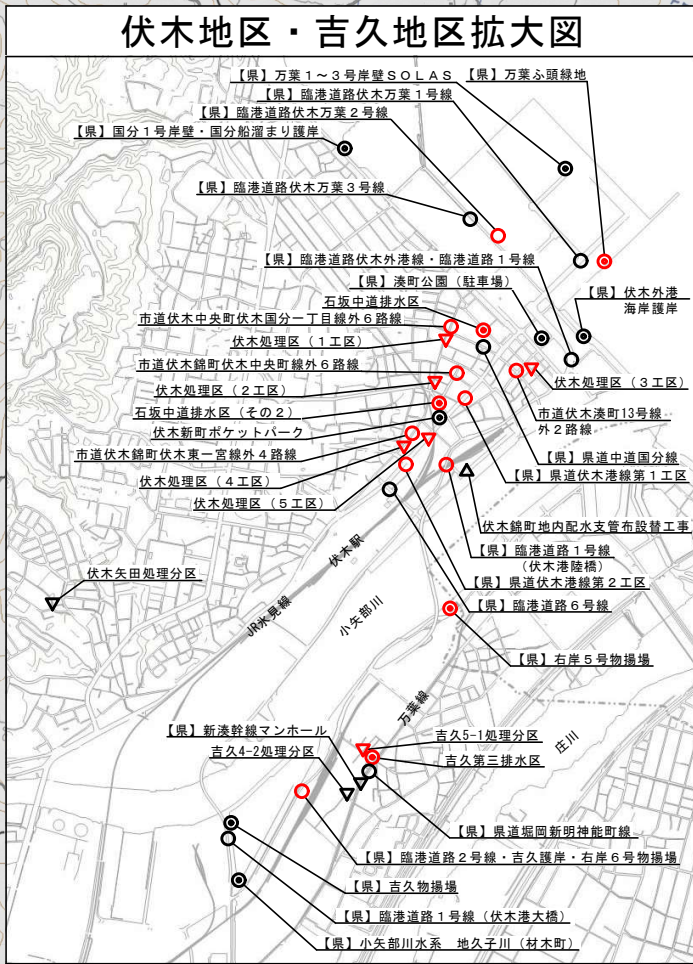 伏木地区・吉久地区拡大図
【県】万葉1~3号岸壁SOLAS
【県】万葉ふ頭緑地
【県】臨港道路伏木万葉1号線
【県】臨港道路伏木万葉2号線
【県】国分1号岸壁・国分船溜まり護岸
【県】臨港道路伏木万葉3号線
【県】臨港道路伏木外港線・臨港道路1号線
【県】湊町公園(駐車場)
【県】伏木外港
海岸護岸
石坂中道排水区
市道伏木中央町伏木国分一丁目線外6路線
伏木処理区(1工区)
市道伏木錦町伏木中央町線外6路線
伏木処理区(3工区)
伏木処理区(2工区)
石坂中道排水区(その2)
市道伏木湊町13号線
外2路線
伏木新町ポケットパーク
市道伏木錦町伏木東一宮線外4路線
【県】県道中道国分線
【県】県道伏木港線第1工区
伏木処理区(4工区)
伏木処理区(5工区)
伏木錦町地内配水支管布設替工事
【県】臨港道路1号線
(伏木港陸橋)
伏木駅
伏木矢田処理分区
【県】県道伏木港線第2工区
【県】臨港道路6号線
JR氷見線
小矢部川
【県】右岸5号物揚場
万葉線
庄川
【県】新湊幹線マンホール
吉久5-1処理分区
吉久4-2処理分区
吉久第三排水区
【県】県道堀岡新明神能町線
【県】臨港道路2号線・吉久護岸・右岸6号物揚場
【県】吉久物揚場
【県】臨港道路1号線(伏木港大橋)
【県】小矢部川水系 地久子川(材木町)